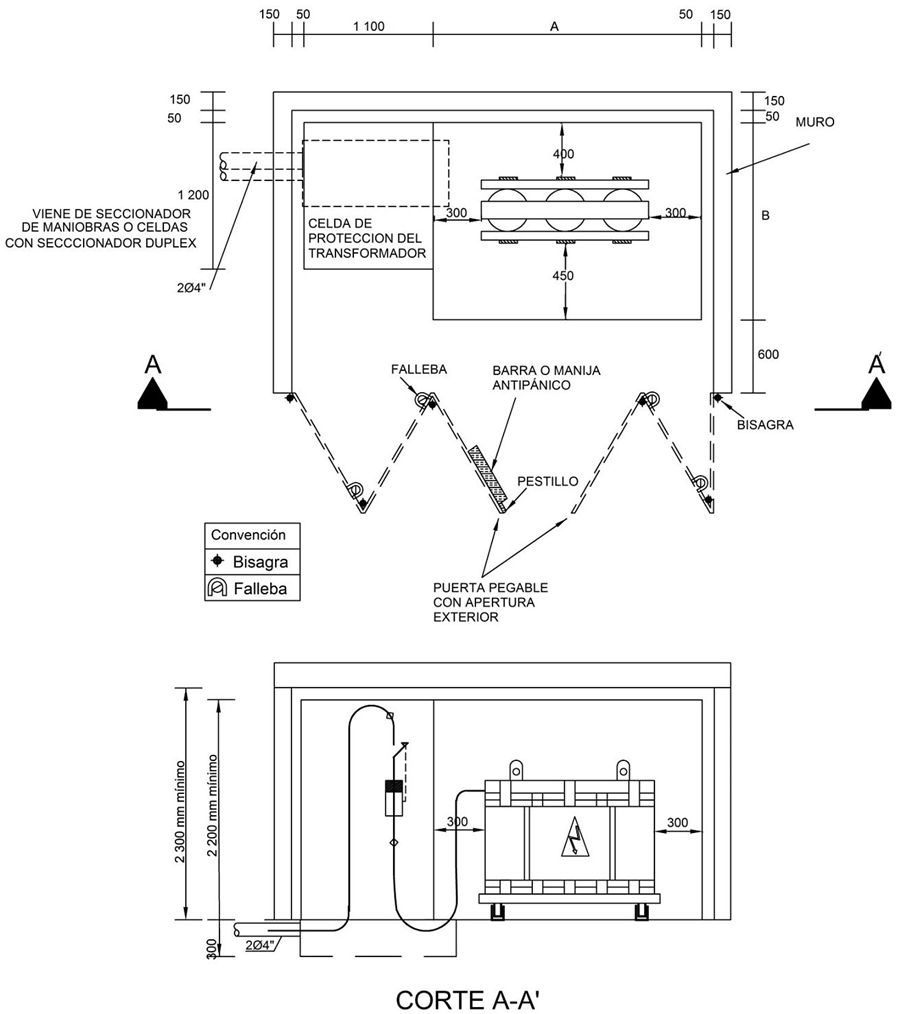 150 50 50 150
1 100 A
150 150
50 50
MURO
400
1 200
VIENE DE SECCIONADOR
DE MANIOBRAS O CELDAS
CON SECCCIONADOR DUPLEX
300 300 B
CELDA DE
PROTECCION DEL
TRANSFORMADOR
450
2Ø4"
600
A A'
FALLEBA
BARRA O MANIJA
ANTIPÁNICO
BISAGRA
PESTILLO
Convención
Bisagra
Falleba
PUERTA PEGABLE
CON APERTURA
EXTERIOR
2 300 mm mínimo
2 200 mm mínimo
300 300
300
2Ø4"
CORTE A-A'